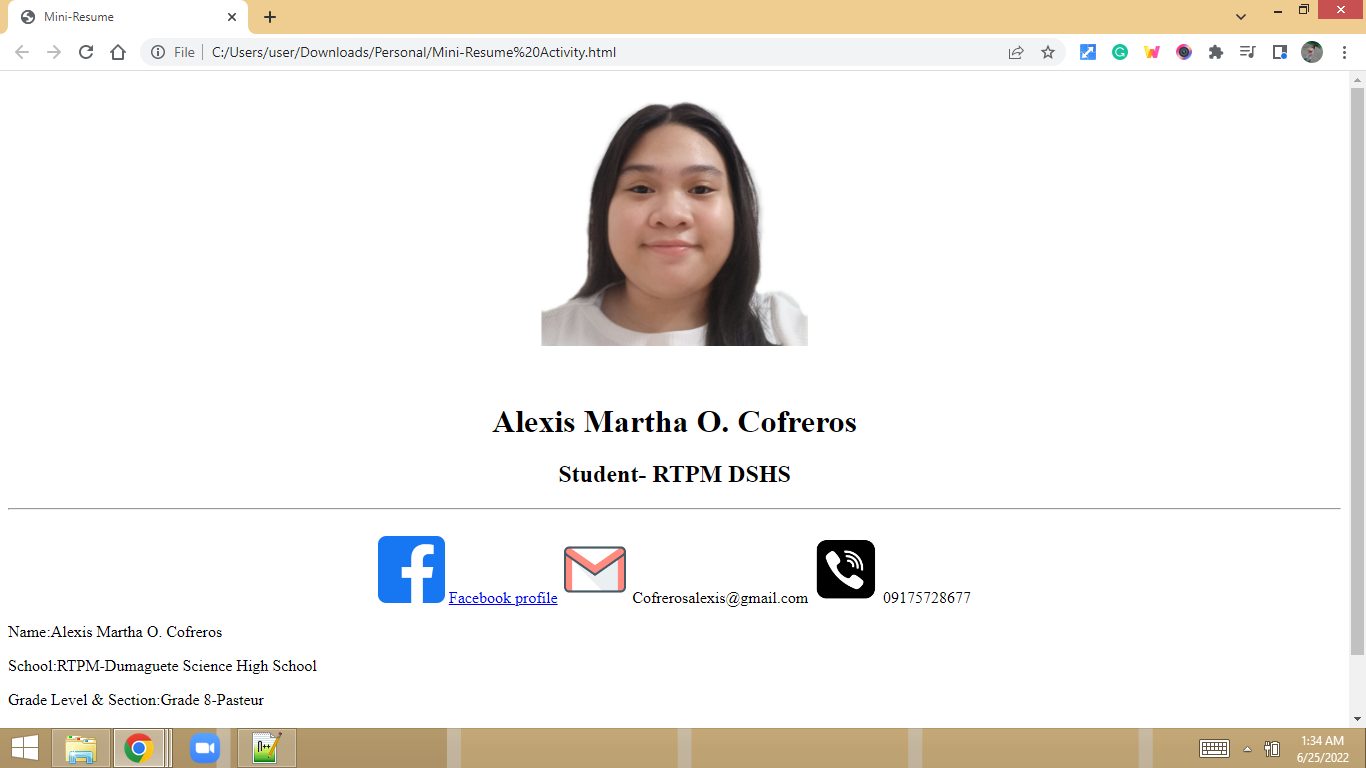 Mini-Resume
File C:/Users/user/Downloads/Personal/Mini-Resume%20Activity.html
Alexis Martha O. Cofreros
Student- RTPM DSHS
Facebook profile Cofrerosalexis@gmail.com 09175728677
Name:Alexis Martha O. Cofreros
School:RTPM-Dumaguete Science High School
Grade Level & Section:Grade 8-Pasteur
1:34 AM
6/25/2022